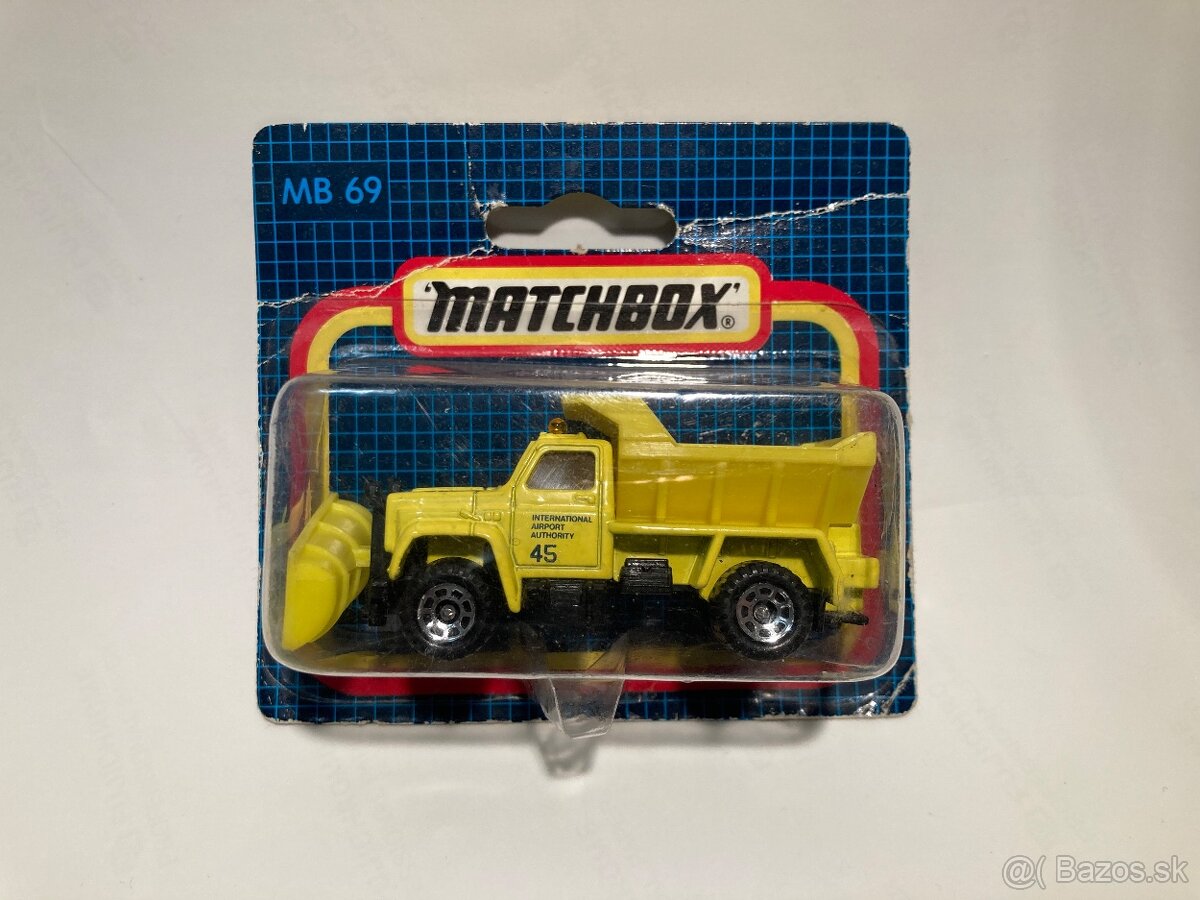 MB 69
'MATCHBOX'®
INTERNATIONAL
AIRPORT
AUTHORITY
45
@( Bazos.sk